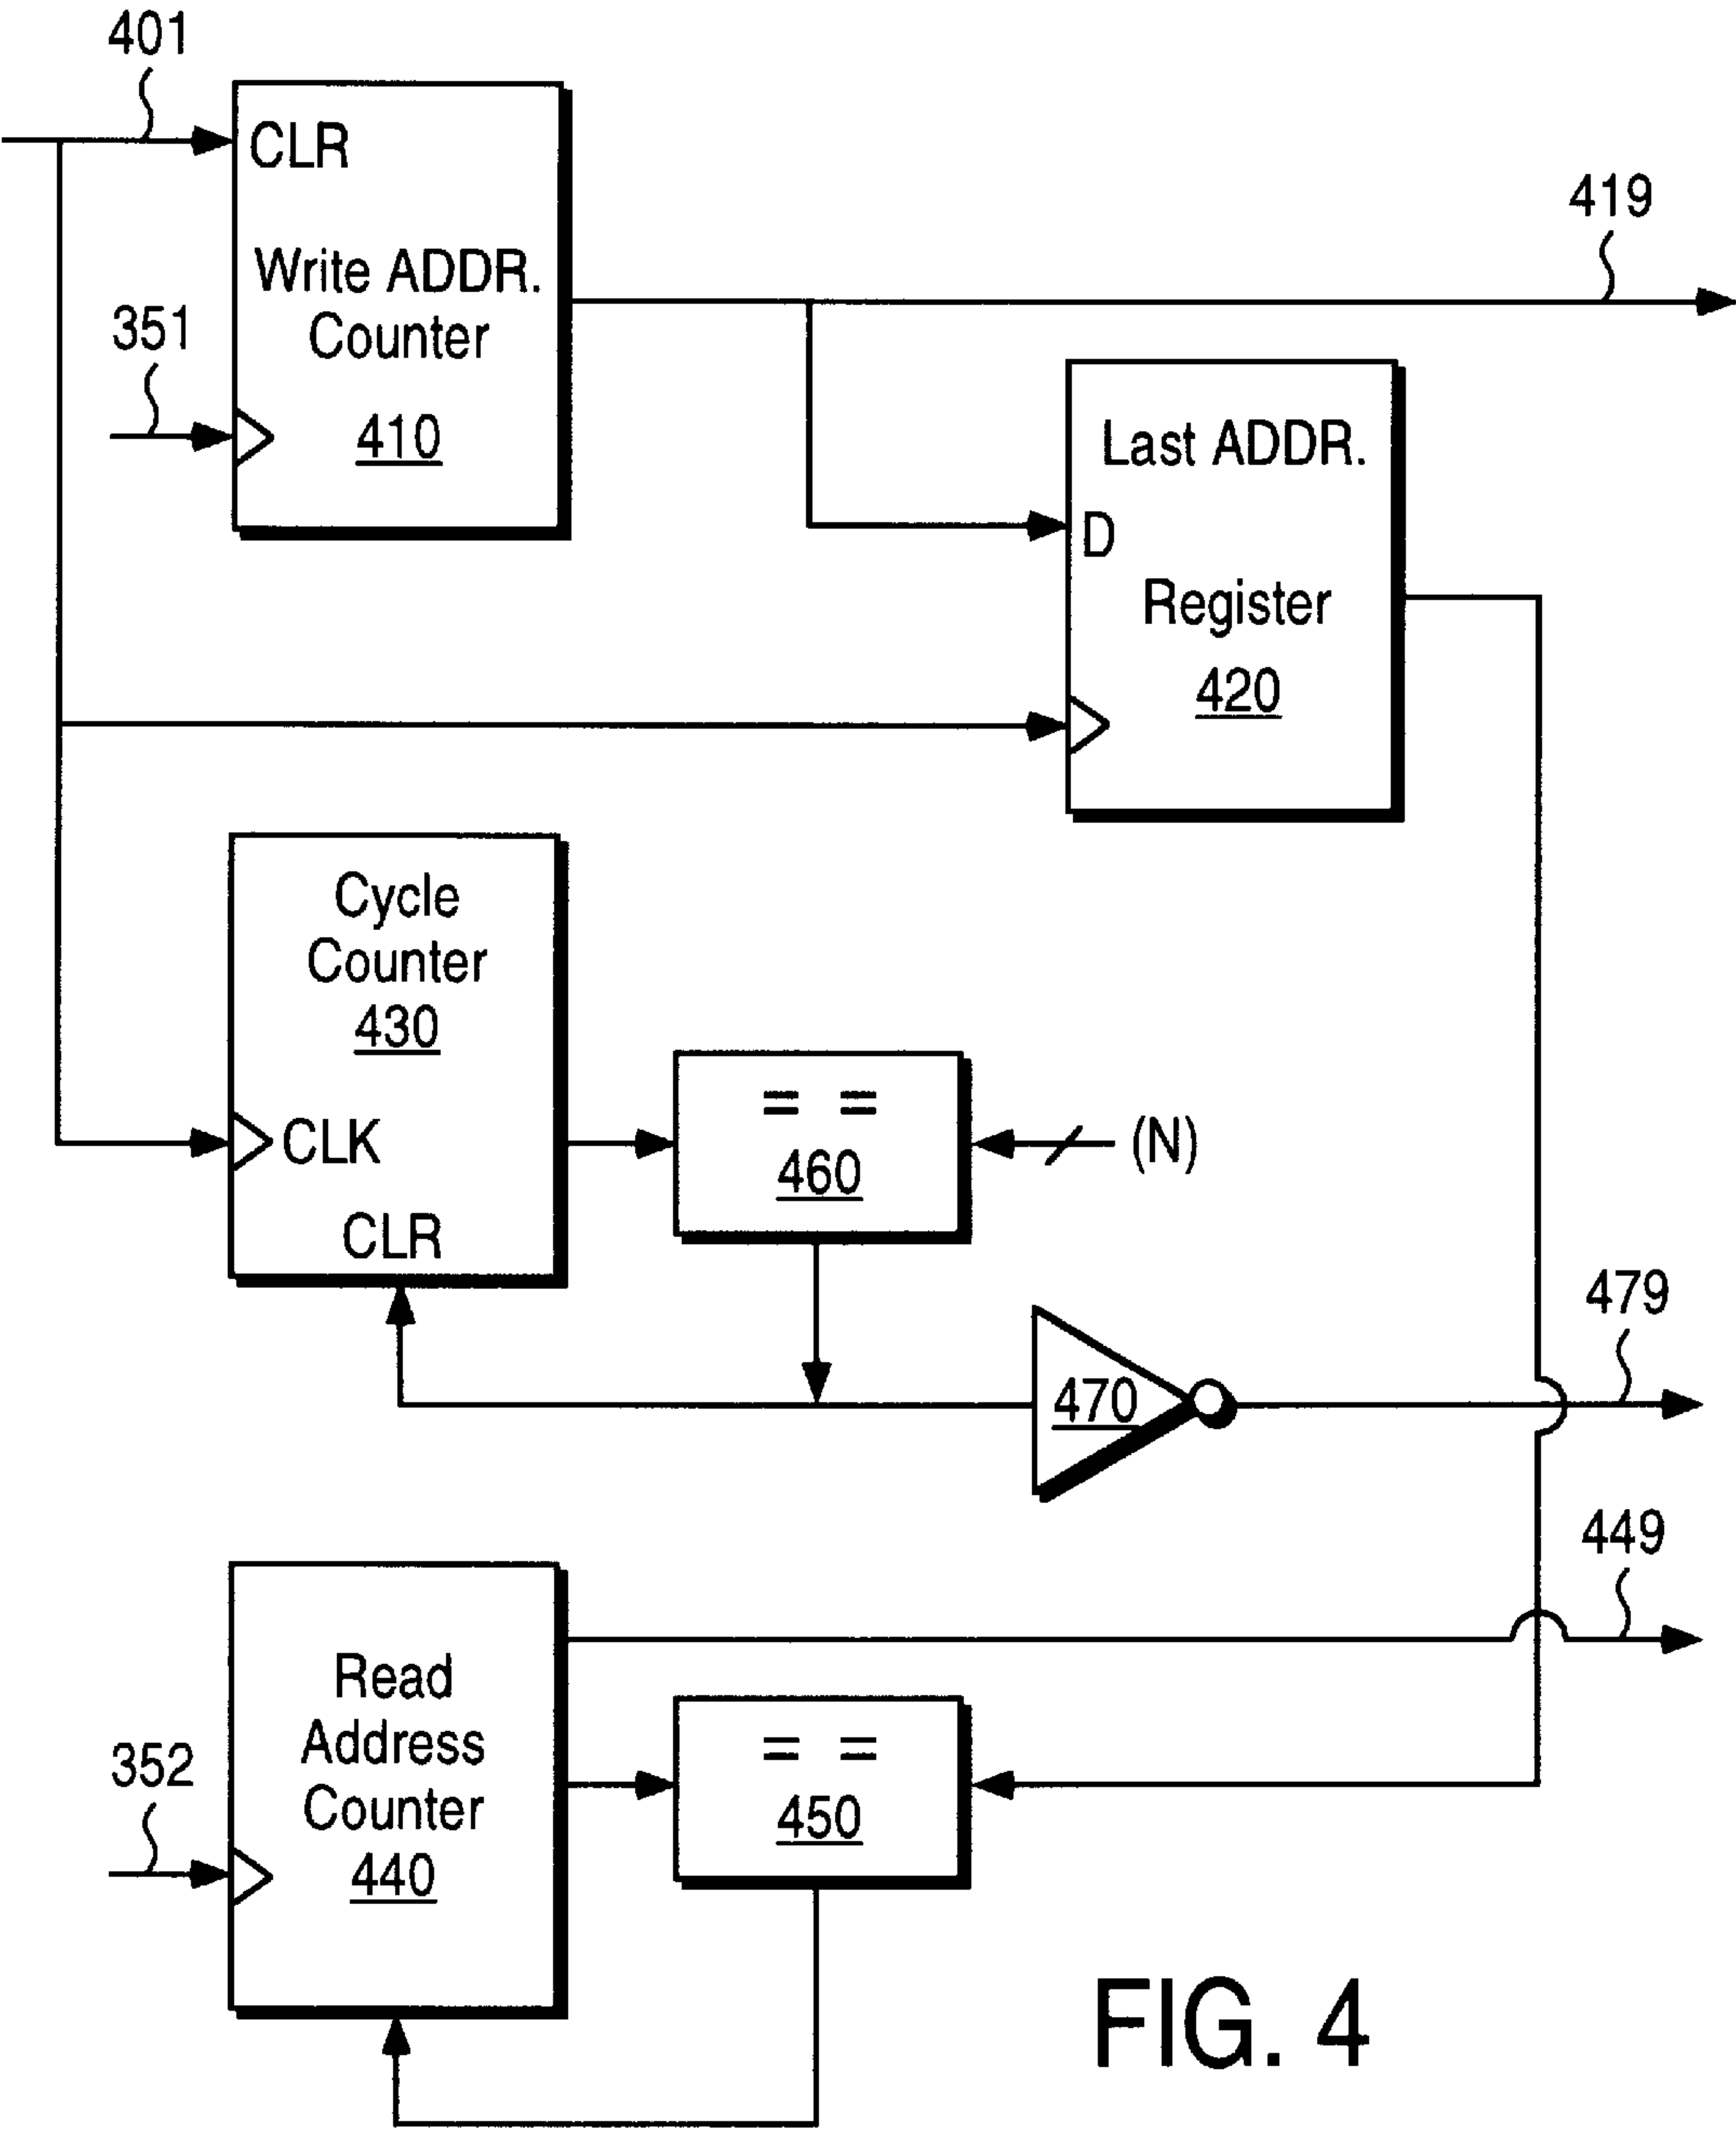 401
CLR
Write ADDR.
Counter
410
351
419
Last ADDR.
D
Register
420
Cycle
Counter
430
CLK
CLR
= =
460
(N)
470
479
449
Read
Address
Counter
440
352
= =
450
FIG. 4